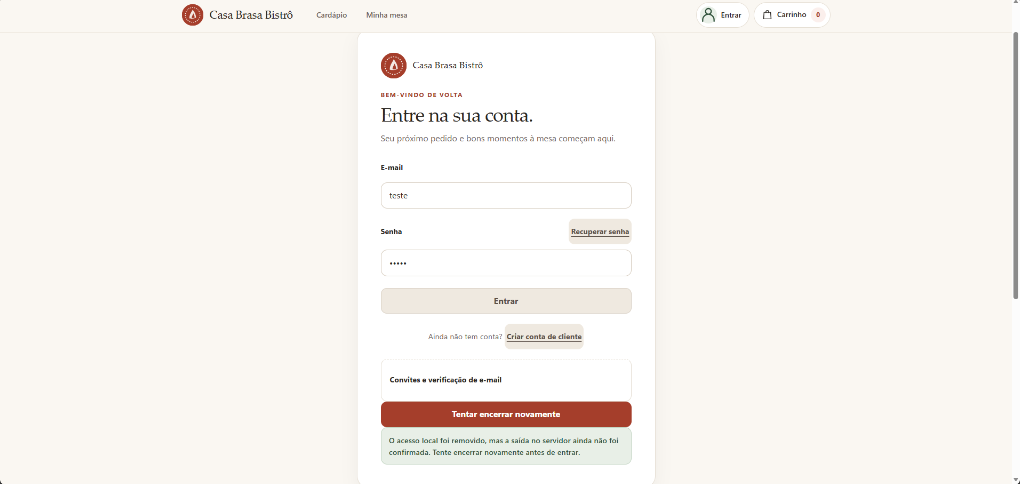 Casa Brasa Bistrô
Cardápio
Minha mesa
Entrar
Carrinho
0
Casa Brasa Bistrô
BEM-VINDO DE VOLTA
Entre na sua conta.
Seu próximo pedido e bons momentos à mesa começam aqui.
E-mail
teste
Senha
Recuperar senha
•••••
Entrar
Ainda não tem conta? Criar conta de cliente
Convites e verificação de e-mail
Tentar encerrar novamente
O acesso local foi removido, mas a saída no servidor ainda não foi
confirmada. Tente encerrar novamente antes de entrar.